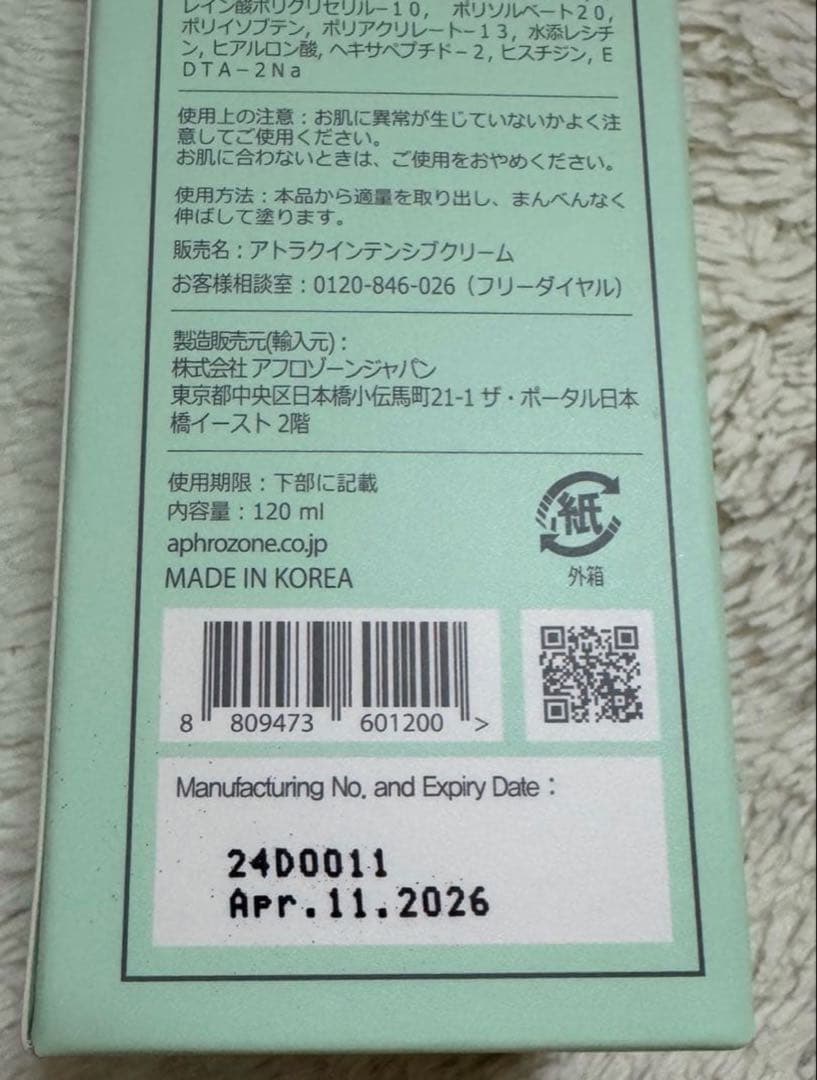 レイン酸ポリグリセリル－１０， ポリソルベート２０，
ポリイソブテン，ポリアクリレート－１３，水添レシチ
ン，ヒアルロン酸，ヘキサペプチド－２，ヒスチジン，Ｅ
ＤＴＡ－２Ｎａ
使用上の注意：お肌に異常が生じていないかよく注
意してご使用ください。
お肌に合わないときは、ご使用をおやめください。
使用方法：本品から適量を取り出し、まんべんなく
伸ばして塗ります。
販売名：アトラクインテンシブクリーム
お客様相談室：0120-846-026（フリーダイヤル）
製造販売元(輸入元)：
株式会社 アフロゾーンジャパン
東京都中央区日本橋小伝馬町21-1 ザ・ポータル日本
橋イースト 2階
使用期限：下部に記載
内容量：120 ml
aphrozone.co.jp
MADE IN KOREA
紙
外箱
8 809473 601200 >
Manufacturing No. and Expiry Date：
24D0011
Apr.11.2026